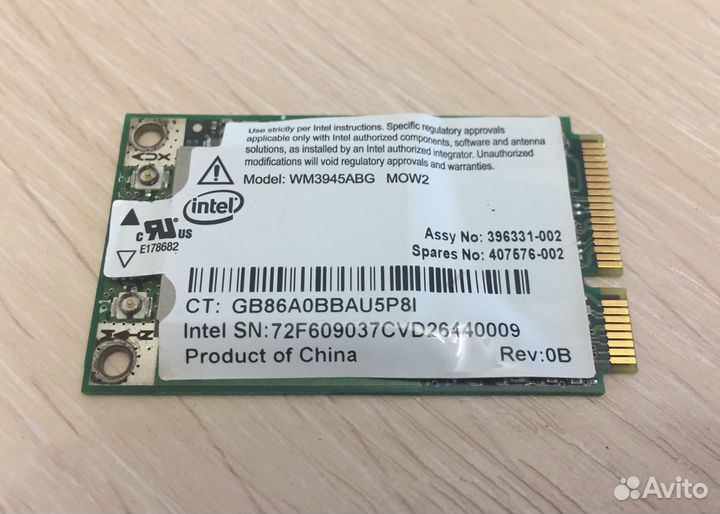 Use strictly per Intel instructions. Specific regulatory approvals
applicable only with Intel authorized components, software and antenna
solutions, as installed by an Intel authorized integrator. Unauthorized
modifications will void regulatory approvals and warranties.
Model: WM3945ABG MOW2
intel
AUX
C RU US
E178682
Assy No: 396331-002
Spares No: 407576-002
CT: GB86A0BBAU5P8I
Intel SN:72F609037CVD26440009
Product of China Rev:0B
MAIN
Avito